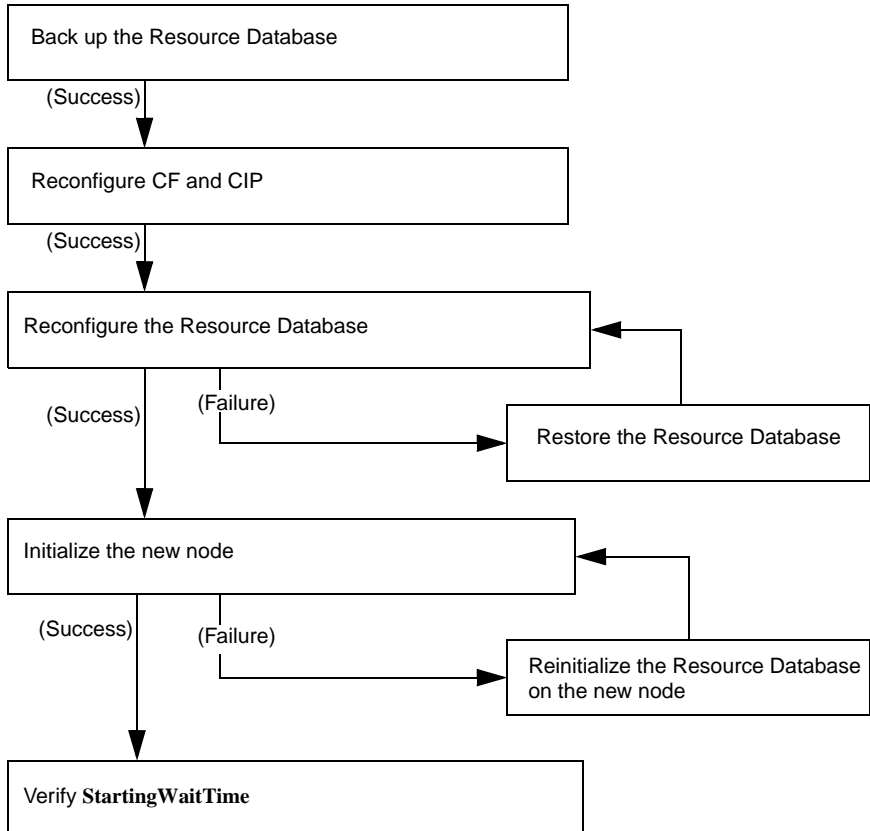 Back up the Resource Database
(Success)
Reconfigure CF and CIP
(Success)
Reconfigure the Resource Database
(Success)
(Failure)
Restore the Resource Database
Initialize the new node
(Success)
(Failure)
Reinitialize the Resource Database
on the new node
Verify StartingWaitTime